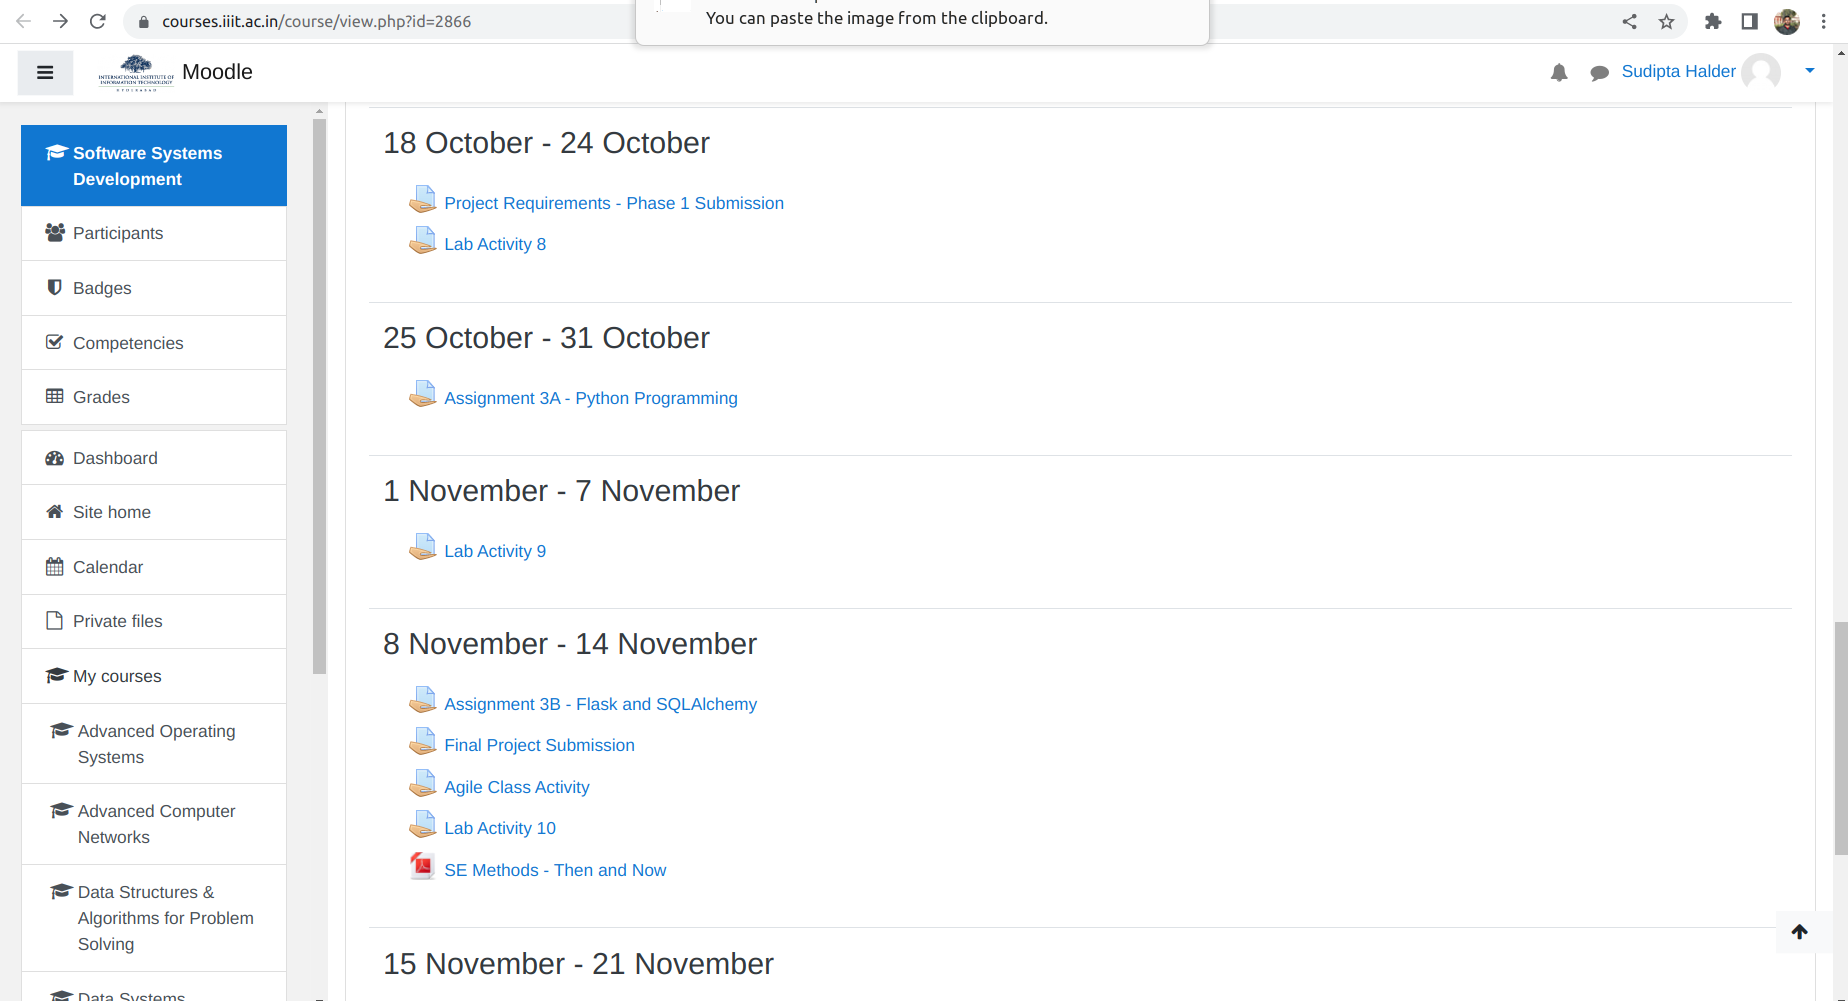 courses.iiit.ac.in/course/view.php?id=2866
You can paste the image from the clipboard.
INTERNATIONAL INSTITUTE OF
INFORMATION TECHNOLOGY
HYDERABAD
Moodle
Sudipta Halder
Software Systems
Development
Participants
Badges
Competencies
Grades
Dashboard
Site home
Calendar
Private files
My courses
Advanced Operating
Systems
Advanced Computer
Networks
Data Structures &
Algorithms for Problem
Solving
Data Systems
18 October - 24 October
Project Requirements - Phase 1 Submission
Lab Activity 8
25 October - 31 October
Assignment 3A - Python Programming
1 November - 7 November
Lab Activity 9
8 November - 14 November
Assignment 3B - Flask and SQLAlchemy
Final Project Submission
Agile Class Activity
Lab Activity 10
SE Methods - Then and Now
15 November - 21 November